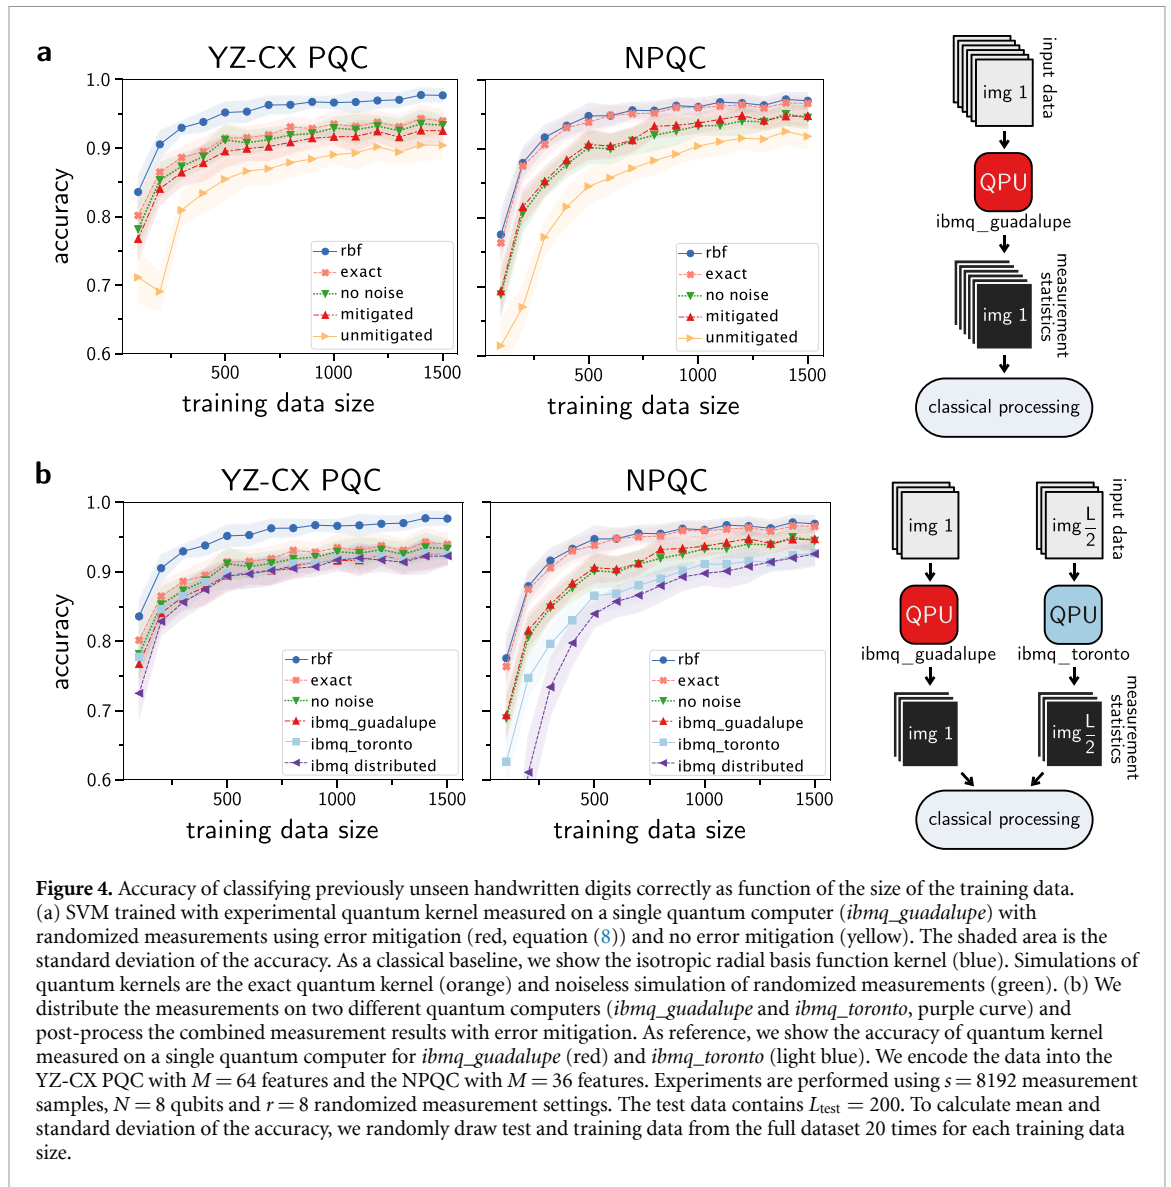 a
YZ-CX PQC
1.0
0.9
0.8
0.7
0.6
accuracy
rbf
exact
no noise
mitigated
unmitigated
500
1000
1500
training data size
NPQC
rbf
exact
no noise
mitigated
unmitigated
500
1000
1500
training data size
input data
img 1
QPU
ibmq_guadalupe
measurement
statistics
img 1
classical processing
b
YZ-CX PQC
1.0
0.9
0.8
0.7
0.6
accuracy
rbf
exact
no noise
ibmq_guadalupe
ibmq_toronto
ibmq distributed
500
1000
1500
training data size
NPQC
rbf
exact
no noise
ibmq_guadalupe
ibmq_toronto
ibmq distributed
500
1000
1500
training data size
img 1
img L/2
input data
QPU
QPU
ibmq_guadalupe
ibmq_toronto
img 1
img L/2
measurement
statistics
classical processing
Figure 4. Accuracy of classifying previously unseen handwritten digits correctly as function of the size of the training data.
(a) SVM trained with experimental quantum kernel measured on a single quantum computer (ibmq_guadalupe) with
randomized measurements using error mitigation (red, equation (8)) and no error mitigation (yellow). The shaded area is the
standard deviation of the accuracy. As a classical baseline, we show the isotropic radial basis function kernel (blue). Simulations of
quantum kernels are the exact quantum kernel (orange) and noiseless simulation of randomized measurements (green). (b) We
distribute the measurements on two different quantum computers (ibmq_guadalupe and ibmq_toronto, purple curve) and
post-process the combined measurement results with error mitigation. As reference, we show the accuracy of quantum kernel
measured on a single quantum computer for ibmq_guadalupe (red) and ibmq_toronto (light blue). We encode the data into the
YZ-CX PQC with M = 64 features and the NPQC with M = 36 features. Experiments are performed using s = 8192 measurement
samples, N = 8 qubits and r = 8 randomized measurement settings. The test data contains L_test = 200. To calculate mean and
standard deviation of the accuracy, we randomly draw test and training data from the full dataset 20 times for each training data
size.